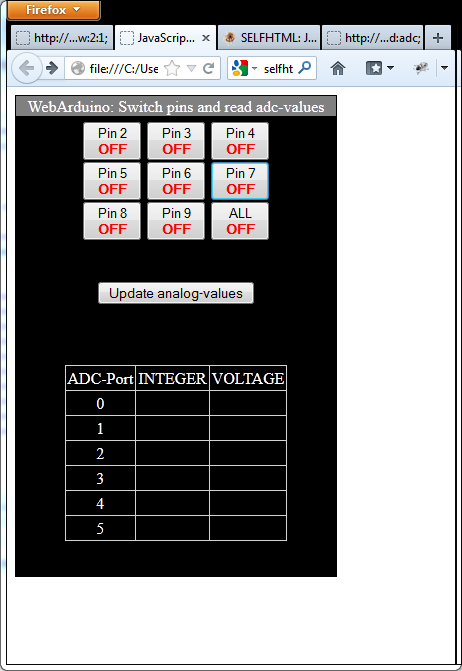 Firefox
http://...w:2:1;
JavaScrip...
SELFHTML: J...
http://...d:adc;
file:///C:/Use
selfht
WebArduino: Switch pins and read adc-values
Pin 2 Pin 3 Pin 4
OFF OFF OFF
Pin 5 Pin 6 Pin 7
OFF OFF OFF
Pin 8 Pin 9 ALL
OFF OFF OFF
Update analog-values
ADC-Port INTEGER VOLTAGE
0
1
2
3
4
5